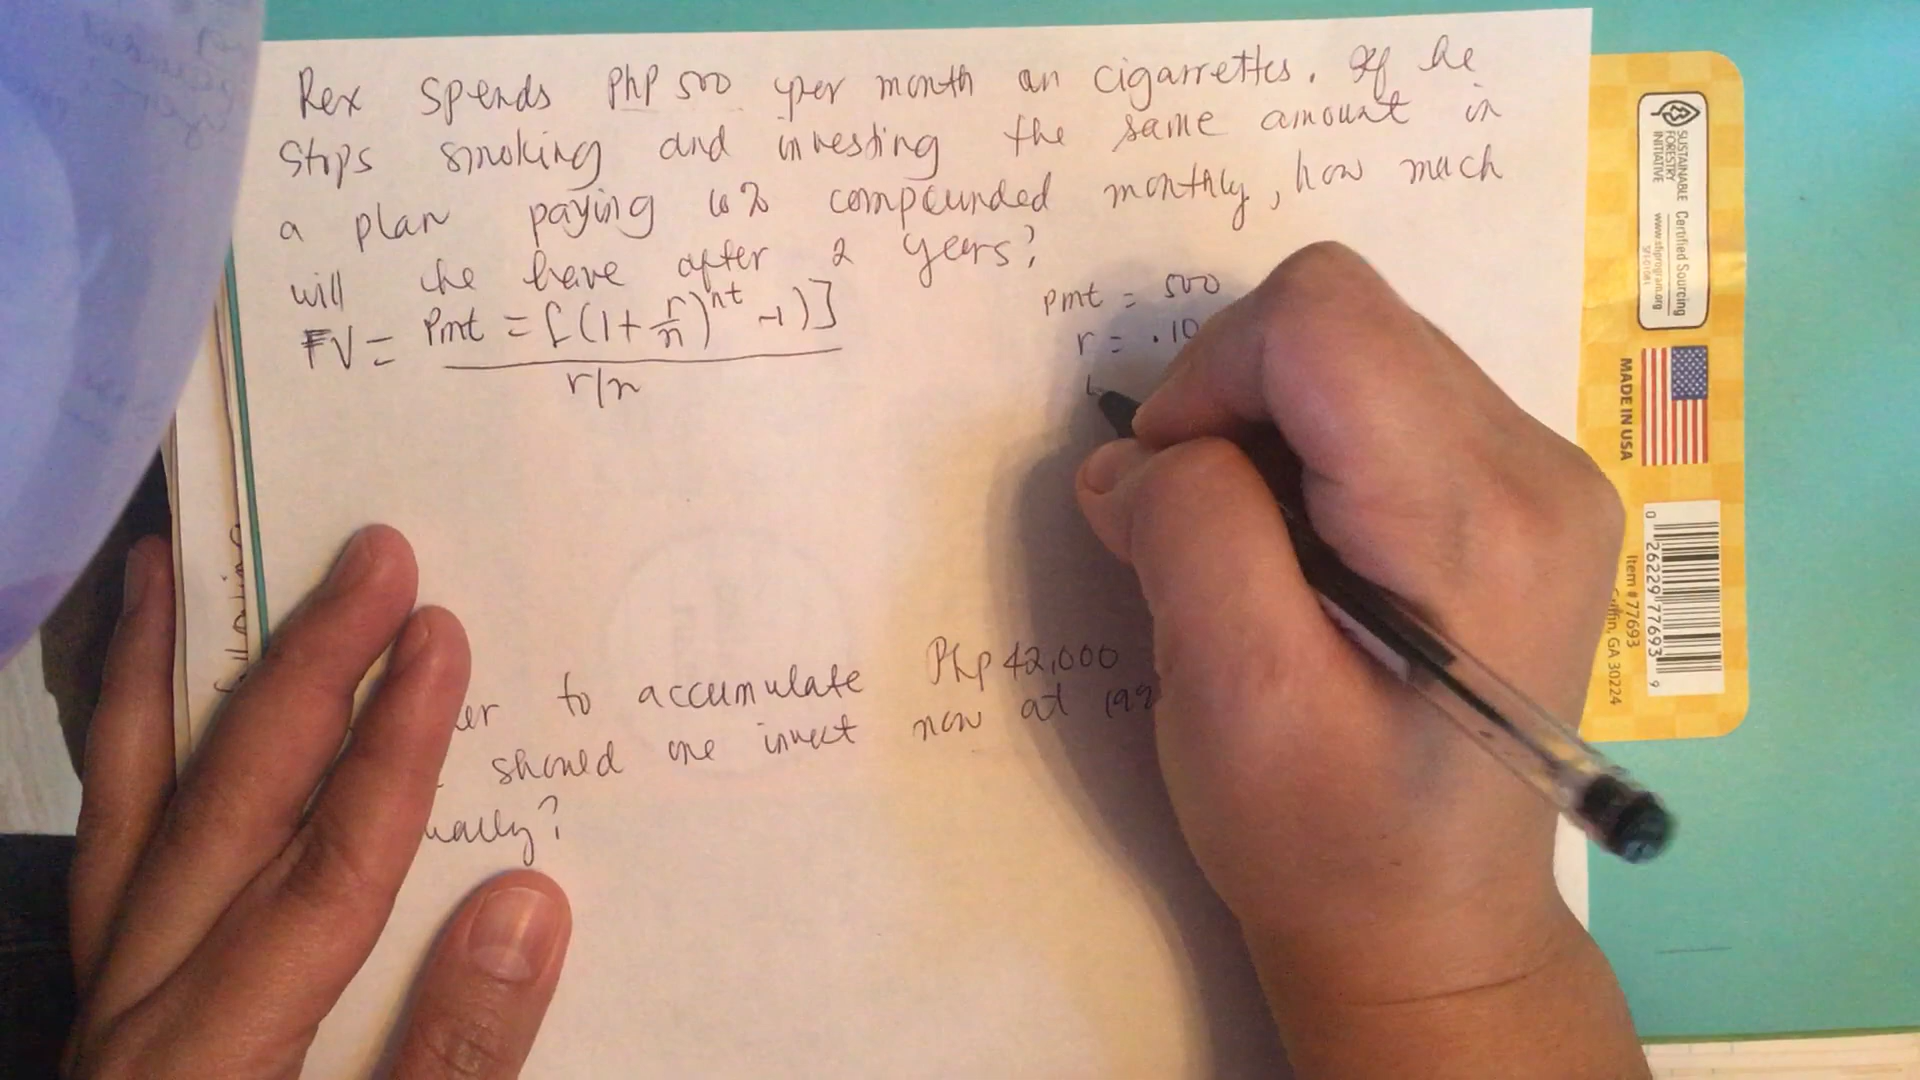 Rex spends Php 500 per month on cigarrettes. If he
stops smoking and investing the same amount in
a plan paying 10% compounded monthly, how much
will he have after 2 years?
FV = Pmt = [(1 + r/n)^nt - 1)]
r/n
pmt = 500
r = .10
to accumulate Php 42,000
should one invest now at
ually?
SUSTAINABLE FORESTRY INITIATIVE
Certified Sourcing
www.sfiprogram.org
MADE IN USA
0 26229 77693 9
Item # 77693
Griffin, GA 30224